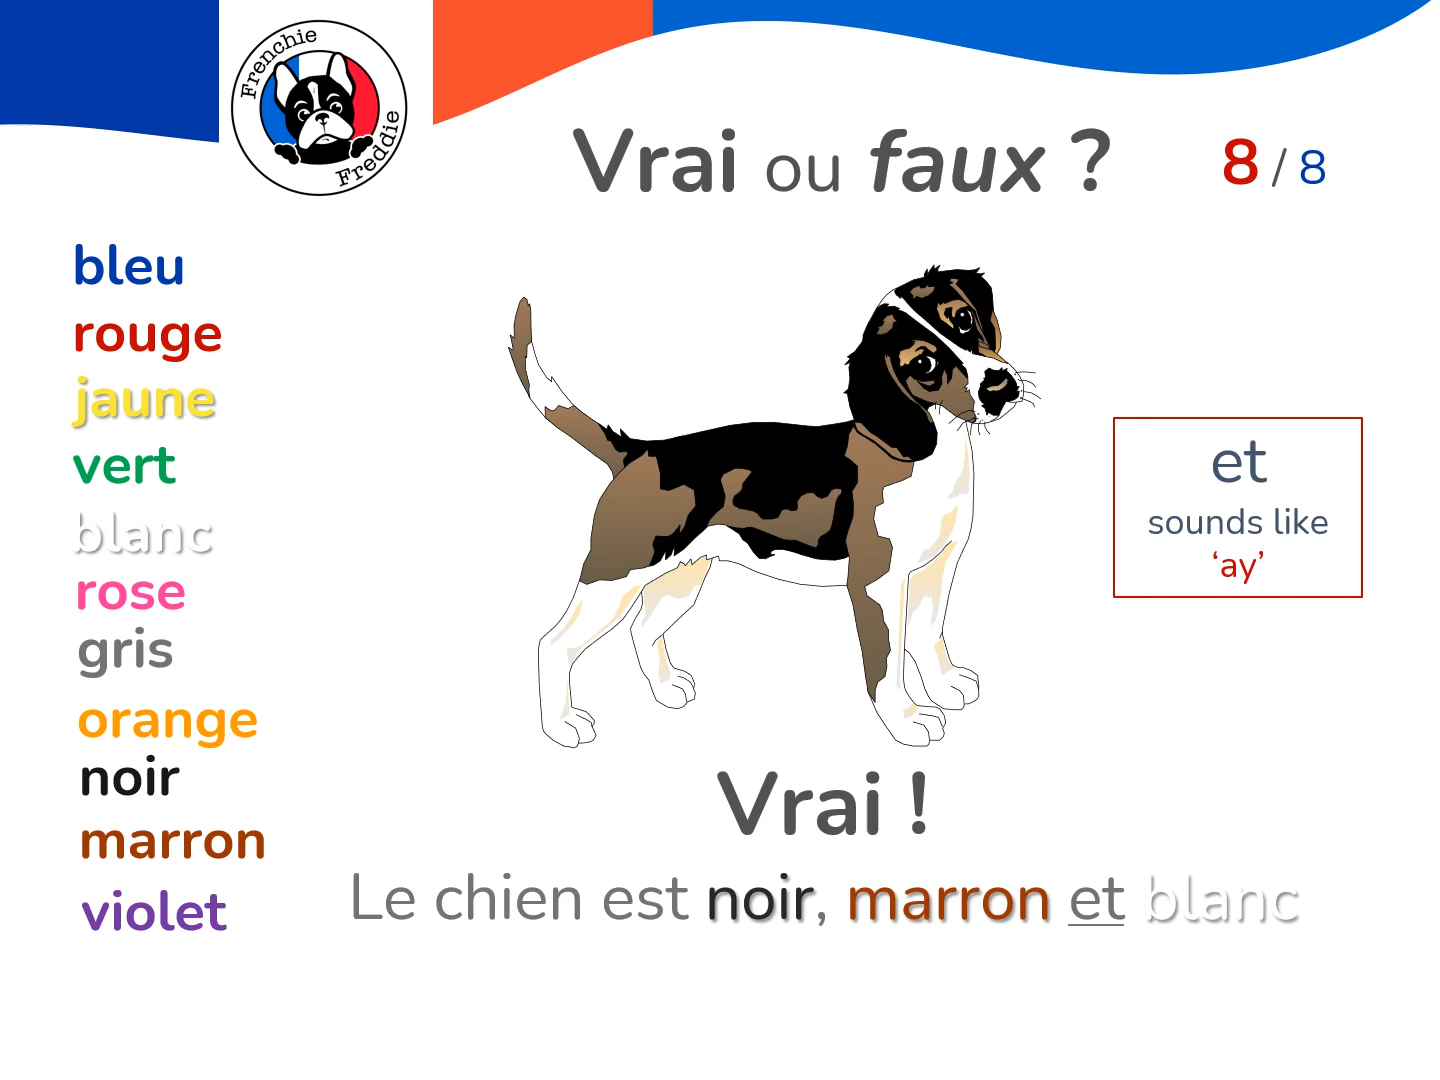 Frenchie
Freddie
Vrai ou faux ?
8 / 8
bleu
rouge
jaune
vert
blanc
rose
gris
orange
noir
marron
violet
et
sounds like
‘ay’
Vrai !
Le chien est noir, marron et blanc